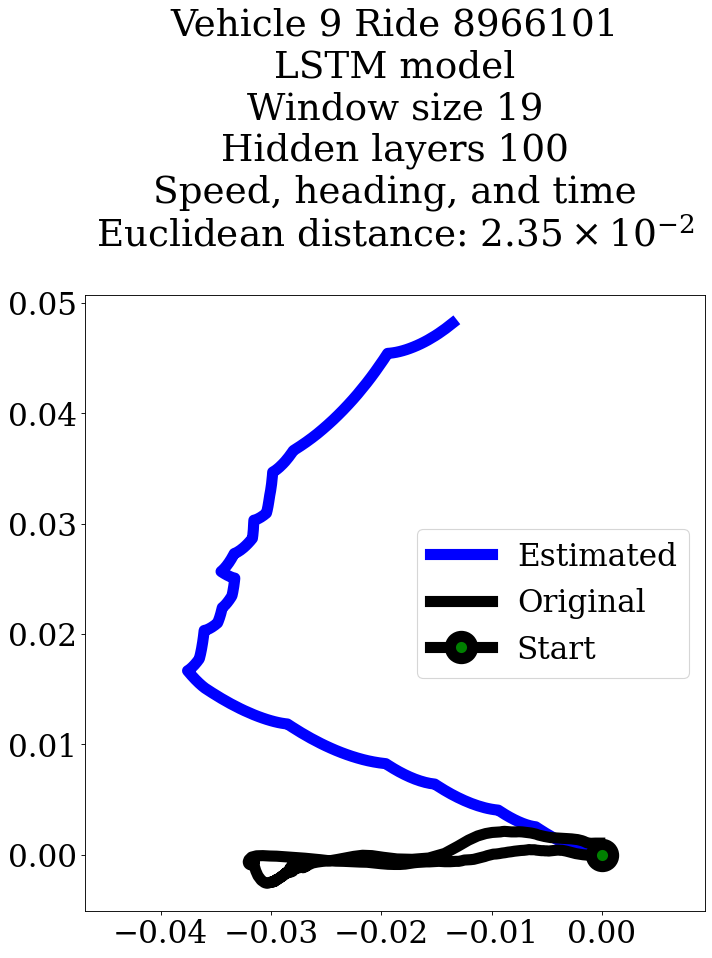 Vehicle 9 Ride 8966101
LSTM model
Window size 19
Hidden layers 100
Speed, heading, and time
Euclidean distance: 2.35 × 10⁻²
0.05
0.04
0.03
0.02
0.01
0.00
Estimated
Original
Start
−0.04 −0.03 −0.02 −0.01 0.00